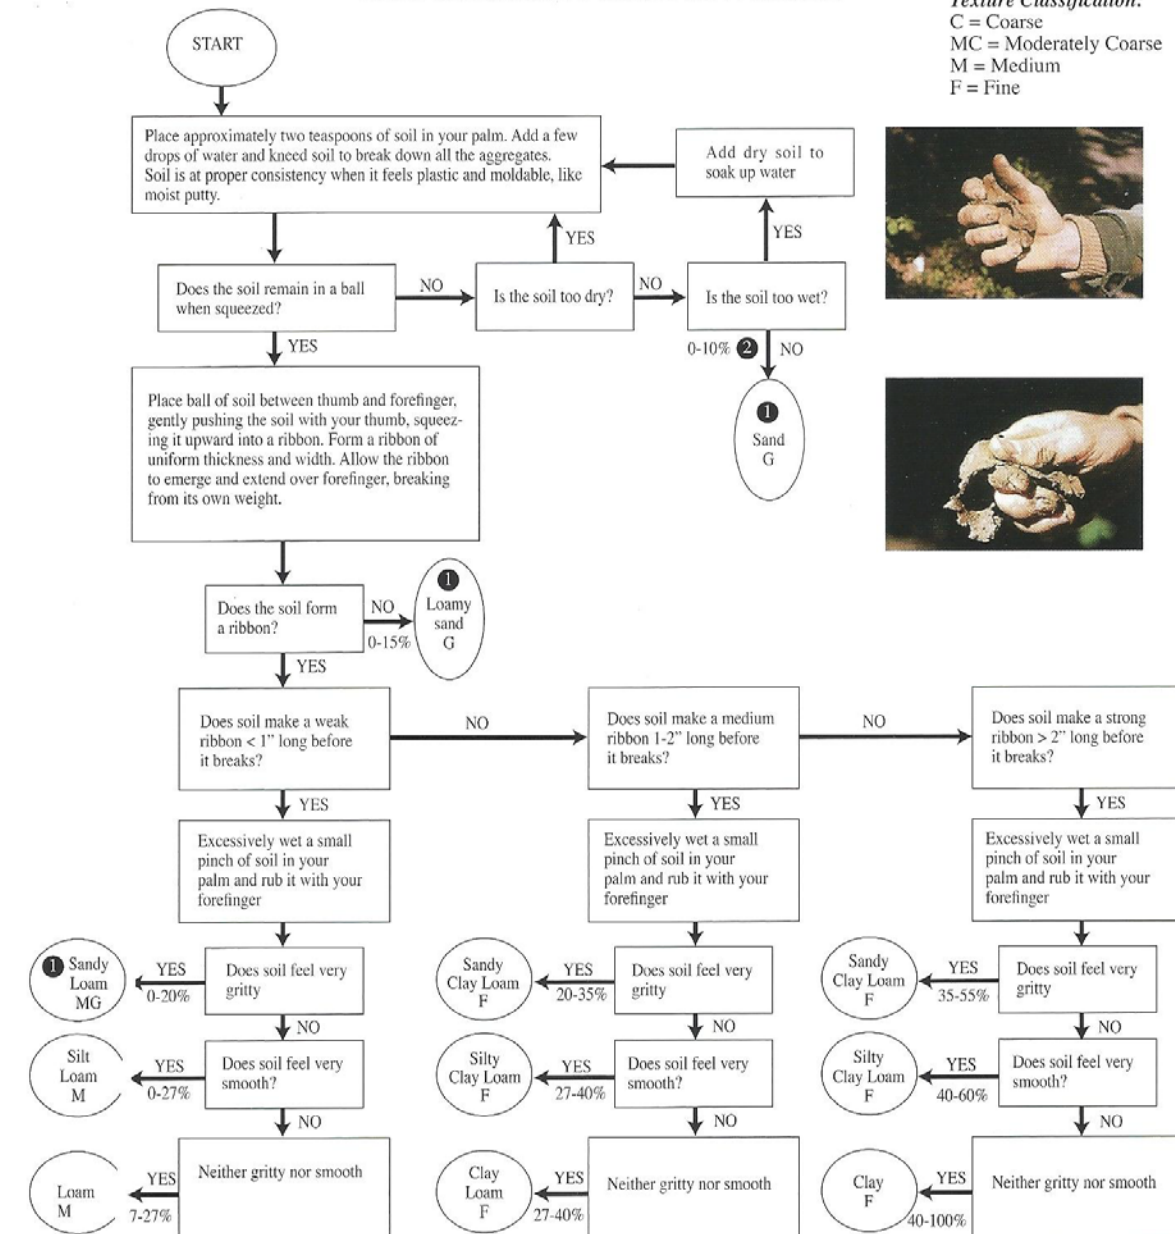 Texture Classification:
C = Coarse
MC = Moderately Coarse
M = Medium
F = Fine
START
Place approximately two teaspoons of soil in your palm. Add a few
drops of water and kneed soil to break down all the aggregates.
Soil is at proper consistency when it feels plastic and moldable, like
moist putty.
Add dry soil to
soak up water
YES
YES
Does the soil remain in a ball
when squeezed?
NO
Is the soil too dry?
NO
Is the soil too wet?
YES
0-10% 2 NO
1
Sand
G
Place ball of soil between thumb and forefinger,
gently pushing the soil with your thumb, squeez-
ing it upward into a ribbon. Form a ribbon of
uniform thickness and width. Allow the ribbon
to emerge and extend over forefinger, breaking
from its own weight.
Does the soil form
a ribbon?
NO
0-15%
1
Loamy
sand
G
YES
Does soil make a weak
ribbon < 1” long before
it breaks?
NO
Does soil make a medium
ribbon 1-2” long before
it breaks?
NO
Does soil make a strong
ribbon > 2” long before
it breaks?
YES
YES
YES
Excessively wet a small
pinch of soil in your
palm and rub it with your
forefinger
Excessively wet a small
pinch of soil in your
palm and rub it with your
forefinger
Excessively wet a small
pinch of soil in your
palm and rub it with your
forefinger
1 Sandy
Loam
MG
YES
0-20%
Does soil feel very
gritty
Sandy
Clay Loam
F
YES
20-35%
Does soil feel very
gritty
Sandy
Clay Loam
F
YES
35-55%
Does soil feel very
gritty
NO
NO
NO
Silt
Loam
M
YES
0-27%
Does soil feel very
smooth?
Silty
Clay Loam
F
YES
27-40%
Does soil feel very
smooth?
Silty
Clay Loam
F
YES
40-60%
Does soil feel very
smooth?
NO
NO
NO
Loam
M
YES
7-27%
Neither gritty nor smooth
Clay
Loam
F
YES
27-40%
Neither gritty nor smooth
Clay
F
YES
40-100%
Neither gritty nor smooth